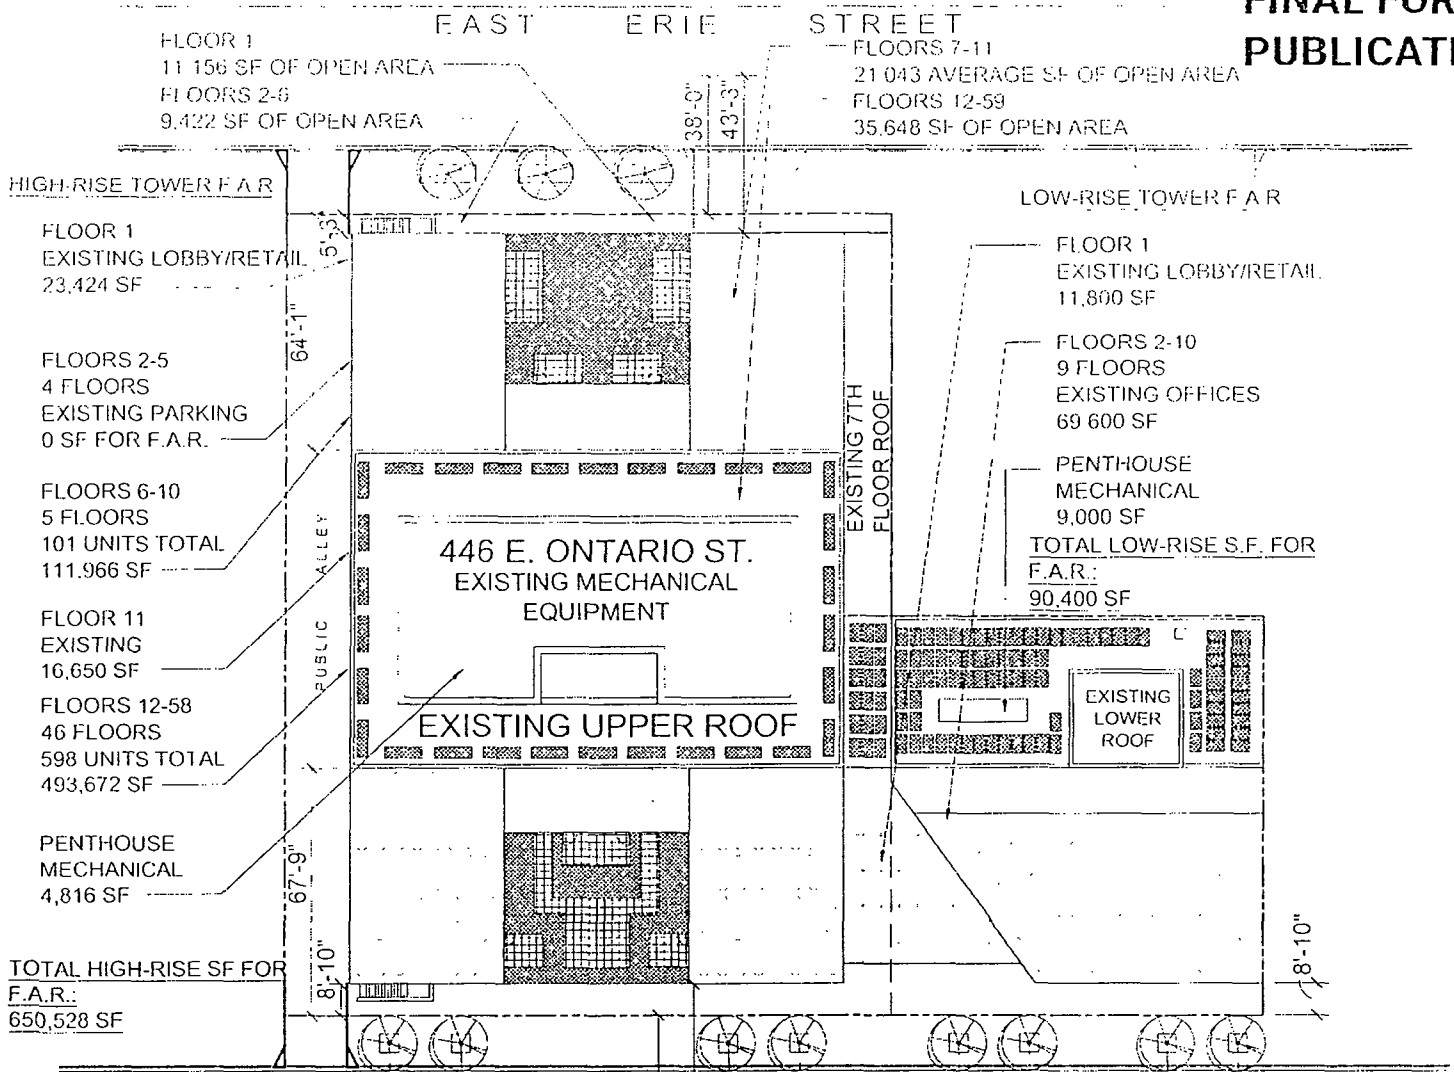 FINAL FOR
PUBLICATI
EAST ERIE STREET
FLOOR 1
11 156 SF OF OPEN AREA
FLOORS 2-6
9,422 SF OF OPEN AREA
38'-0"
43'-3"
FLOORS 7-11
21 043 AVERAGE SF OF OPEN AREA
FLOORS 12-59
35,648 SF OF OPEN AREA
HIGH-RISE TOWER F A R
FLOOR 1
EXISTING LOBBY/RETAIL
23,424 SF
5'-3"
64'-1"
FLOORS 2-5
4 FLOORS
EXISTING PARKING
0 SF FOR F.A.R.
FLOORS 6-10
5 FLOORS
101 UNITS TOTAL
111.966 SF
FLOOR 11
EXISTING
16,650 SF
FLOORS 12-58
46 FLOORS
598 UNITS TOTAL
493,672 SF
PENTHOUSE
MECHANICAL
4,816 SF
TOTAL HIGH-RISE SF FOR
F.A.R.:
650,528 SF
PUBLIC ALLEY
67'-9"
8'-10"
446 E. ONTARIO ST.
EXISTING MECHANICAL
EQUIPMENT
EXISTING UPPER ROOF
EXISTING 7TH
FLOOR ROOF
LOW-RISE TOWER F A R
FLOOR 1
EXISTING LOBBY/RETAIL
11,800 SF
FLOORS 2-10
9 FLOORS
EXISTING OFFICES
69 600 SF
PENTHOUSE
MECHANICAL
9,000 SF
TOTAL LOW-RISE S.F. FOR
F.A.R.:
90,400 SF
EXISTING
LOWER
ROOF
8'-10"